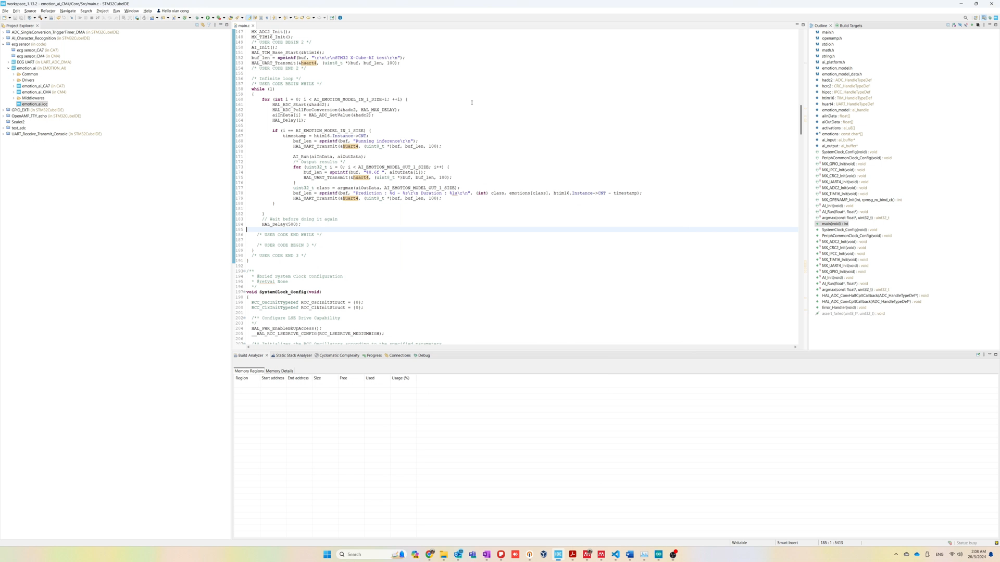 workspace_1.13.2 - emotion_ai_CM4/Core/Src/main.c - STM32CubeIDE
File Edit Source Refactor Navigate Search Project Run Window Help Hello xian cong
Project Explorer
ADC_SingleConversion_TriggerTimer_DMA (in STM32CubeIDE)
AI_Character_Recognition (in STM32CubeIDE)
ecg sensor (in code)
ecg sensor_CA7 (in CA7)
ecg sensor_CM4 (in CM4)
ECG UART (in UART_ADC_DMA)
emotion_ai (in EMOTION_AI)
Common
Drivers
emotion_ai_CA7 (in CA7)
emotion_ai_CM4 (in CM4)
Middlewares
emotion_ai.ioc
GPIO_EXTI (in STM32CubeIDE)
OpenAMP_TTY_echo (in STM32CubeIDE)
Sealer2
test_adc
UART_Receive_Transmit_Console (in STM32CubeIDE)
main.c
147 MX_ADC2_Init();
148 MX_TIM16_Init();
149 /* USER CODE BEGIN 2 */
150 AI_Init();
151 HAL_TIM_Base_Start(&htim16);
152 buf_len = sprintf(buf, "\r\n\r\nSTM32 X-Cube-AI test\r\n");
153 HAL_UART_Transmit(&huart4, (uint8_t *)buf, buf_len, 100);
154 /* USER CODE END 2 */
155
156 /* Infinite loop */
157 /* USER CODE BEGIN WHILE */
158 while (1)
159 {
160 for (int i = 0; i < AI_EMOTION_MODEL_IN_1_SIZE+1; ++i) {
161 HAL_ADC_Start(&hadc2);
162 HAL_ADC_PollForConversion(&hadc2, HAL_MAX_DELAY);
163 aiInData[i] = HAL_ADC_GetValue(&hadc2);
164 HAL_Delay(1);
165
166 if (i == AI_EMOTION_MODEL_IN_1_SIZE) {
167 timestamp = htim16.Instance->CNT;
168 buf_len = sprintf(buf, "Running inference\r\n");
169 HAL_UART_Transmit(&huart4, (uint8_t *)buf, buf_len, 100);
170
171 AI_Run(aiInData, aiOutData);
172 /* Output results */
173 for (uint32_t i = 0; i < AI_EMOTION_MODEL_OUT_1_SIZE; i++) {
174 buf_len = sprintf(buf, "%8.6f ", aiOutData[i]);
175 HAL_UART_Transmit(&huart4, (uint8_t *)buf, buf_len, 100);
176 }
177 uint32_t class = argmax(aiOutData, AI_EMOTION_MODEL_OUT_1_SIZE);
178 buf_len = sprintf(buf, "Prediction : %d - %s\r\n Duration : %lu\r\n", (int) class, emotions[class], htim16.Instance->CNT - timestamp);
179 HAL_UART_Transmit(&huart4, (uint8_t *)buf, buf_len, 100);
180 }
181
182 }
183 // Wait before doing it again
184 HAL_Delay(500);
185
186 /* USER CODE END WHILE */
187
188 /* USER CODE BEGIN 3 */
189 }
190 /* USER CODE END 3 */
191 }
192
193 /**
194 * @brief System Clock Configuration
195 * @retval None
196 */
197 void SystemClock_Config(void)
198 {
199 RCC_OscInitTypeDef RCC_OscInitStruct = {0};
200 RCC_ClkInitTypeDef RCC_ClkInitStruct = {0};
201
202 /** Configure LSE Drive Capability
203 */
204 HAL_PWR_EnableBkUpAccess();
205 __HAL_RCC_LSEDRIVE_CONFIG(RCC_LSEDRIVE_MEDIUMHIGH);
206
207 /** Initializes the RCC Oscillators according to the specified parameters
Outline Build Targets
main.h
openamp.h
stdio.h
math.h
string.h
ai_platform.h
emotion_model.h
emotion_model_data.h
hadc2 : ADC_HandleTypeDef
hcrc2 : CRC_HandleTypeDef
hipcc : IPCC_HandleTypeDef
htim16 : TIM_HandleTypeDef
huart4 : UART_HandleTypeDef
emotion_model : ai_handle
aiInData : float[]
aiOutData : float[]
activations : ai_u8[]
emotions : const char*[]
ai_input : ai_buffer*
ai_output : ai_buffer*
SystemClock_Config(void) : void
PeriphCommonClock_Config(void) : void
MX_GPIO_Init(void) : void
MX_IPCC_Init(void) : void
MX_CRC2_Init(void) : void
MX_UART4_Init(void) : void
MX_ADC2_Init(void) : void
MX_TIM16_Init(void) : void
MX_OPENAMP_Init(int, rpmsg_ns_bind_cb) : int
AI_Init(void) : void
AI_Run(float*, float*) : void
argmax(const float*, uint32_t) : uint32_t
main(void) : int
SystemClock_Config(void) : void
PeriphCommonClock_Config(void) : void
MX_ADC2_Init(void) : void
MX_CRC2_Init(void) : void
MX_IPCC_Init(void) : void
MX_TIM16_Init(void) : void
MX_UART4_Init(void) : void
MX_GPIO_Init(void) : void
AI_Init(void) : void
AI_Run(float*, float*) : void
argmax(const float*, uint32_t) : uint32_t
HAL_ADC_ConvHalfCpltCallback(ADC_HandleTypeDef*) : void
HAL_ADC_ConvCpltCallback(ADC_HandleTypeDef*) : void
Error_Handler(void) : void
assert_failed(uint8_t*, uint32_t) : void
Build Analyzer Static Stack Analyzer Cyclomatic Complexity Progress Connections Debug
Memory Regions Memory Details
Region Start address End address Size Free Used Usage (%)
Writable Smart Insert 185 : 1 : 5413 Status: busy
Search
IDE
ENG
2:08 AM
26/3/2024